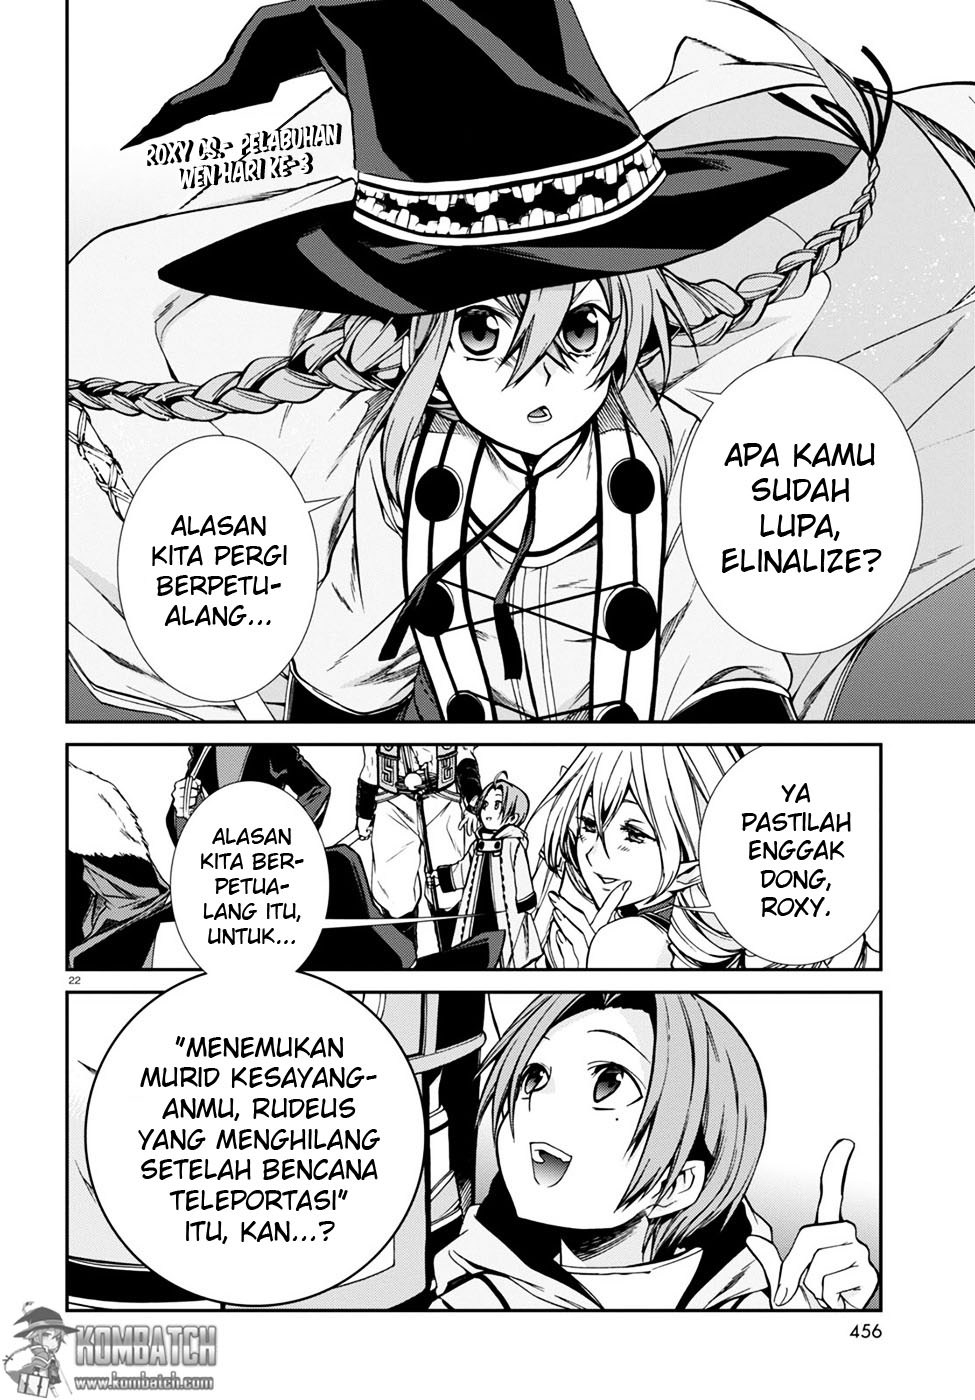 ROXY CS.- PELABUHAN
WEN HARI KE-3
APA KAMU
SUDAH
LUPA,
ELINALIZE?
ALASAN
KITA PERGI
BERPETU-
ALANG...
YA
PASTILAH
ENGGAK
DONG,
ROXY.
ALASAN
KITA BER-
PETUA-
LANG ITU,
UNTUK...
22
"MENEMUKAN
MURID KESAYANG-
ANMU, RUDEUS
YANG MENGHILANG
SETELAH BENCANA
TELEPORTASI"
ITU, KAN...?
456
KOMBATCH
www.kombatch.com